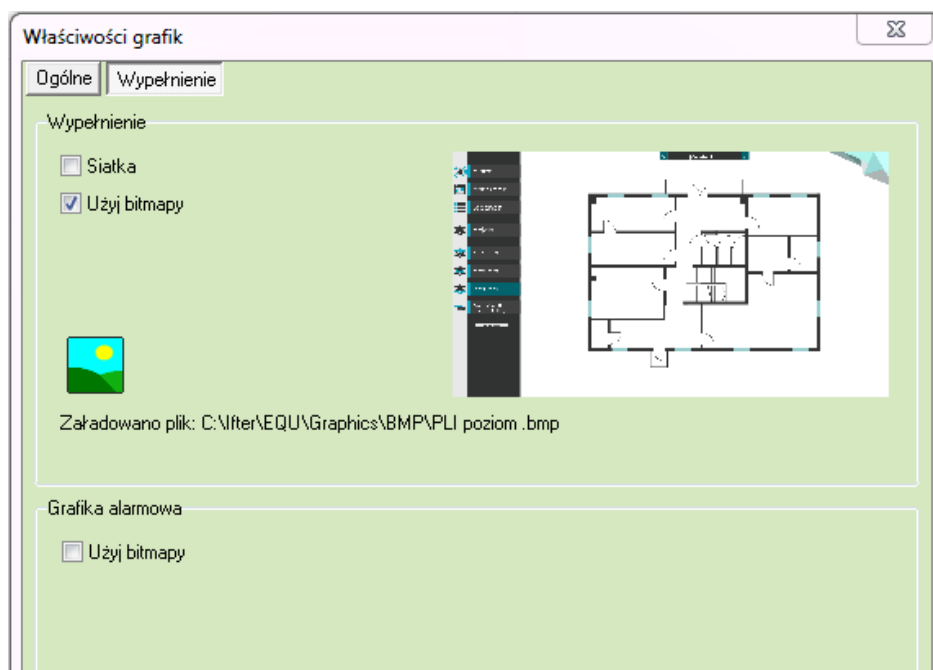 Właściwości grafik
Ogólne
Wypełnienie
Wypełnienie
Siatka
Użyj bitmapy
Załadowano plik: C:\Ifter\EQU\Graphics\BMP\PLI poziom .bmp
Grafika alarmowa
Użyj bitmapy